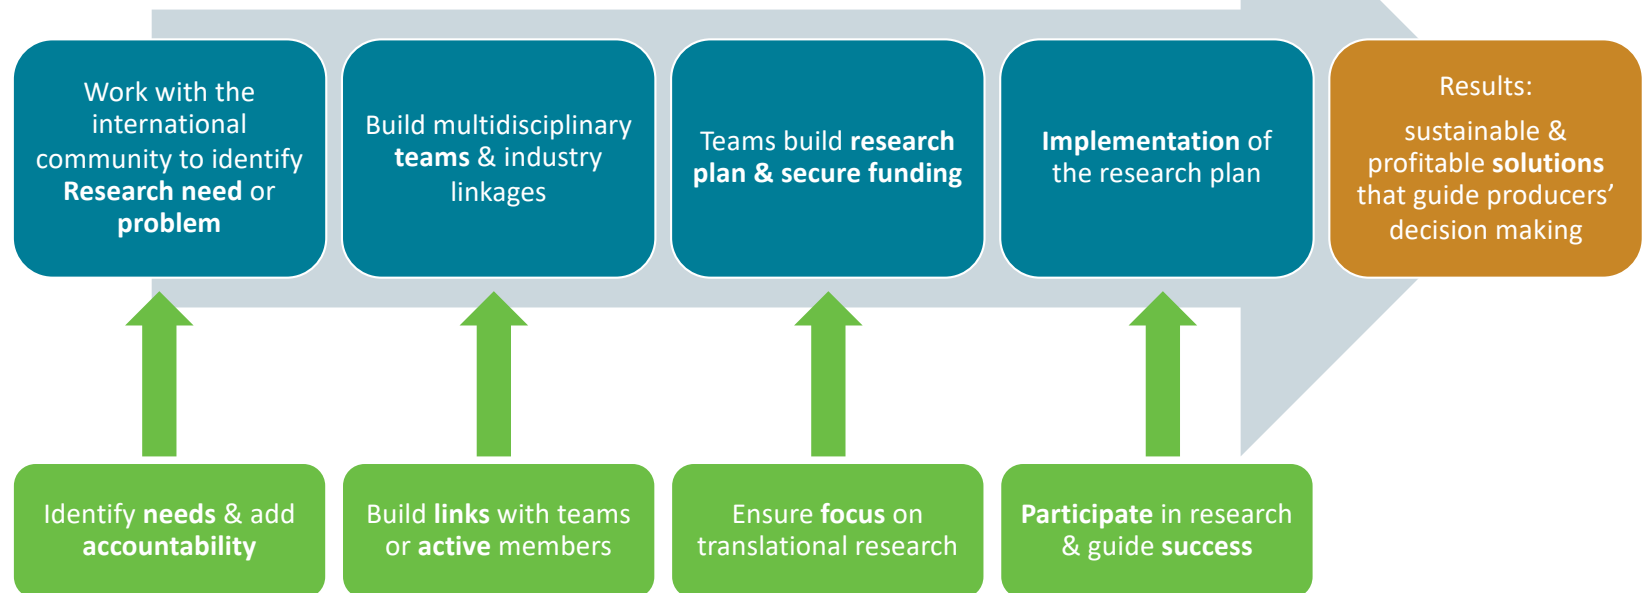 Work with the
international
community to identify
Research need or
problem
Build multidisciplinary
teams & industry
linkages
Teams build research
plan & secure funding
Implementation of
the research plan
Results:
sustainable &
profitable solutions
that guide producers’
decision making
Identify needs & add
accountability
Build links with teams
or active members
Ensure focus on
translational research
Participate in research
& guide success